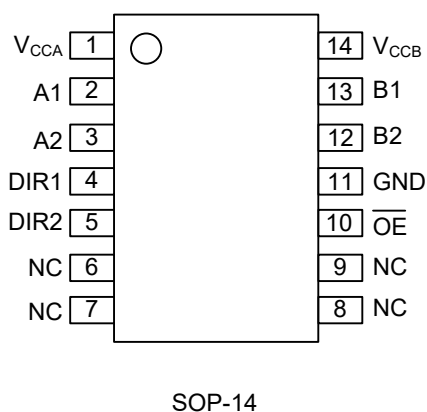 VCCA 1 14 VCCB
A1 2 13 B1
A2 3 12 B2
DIR1 4 11 GND
DIR2 5 10 O̅E̅
NC 6 9 NC
NC 7 8 NC
SOP-14